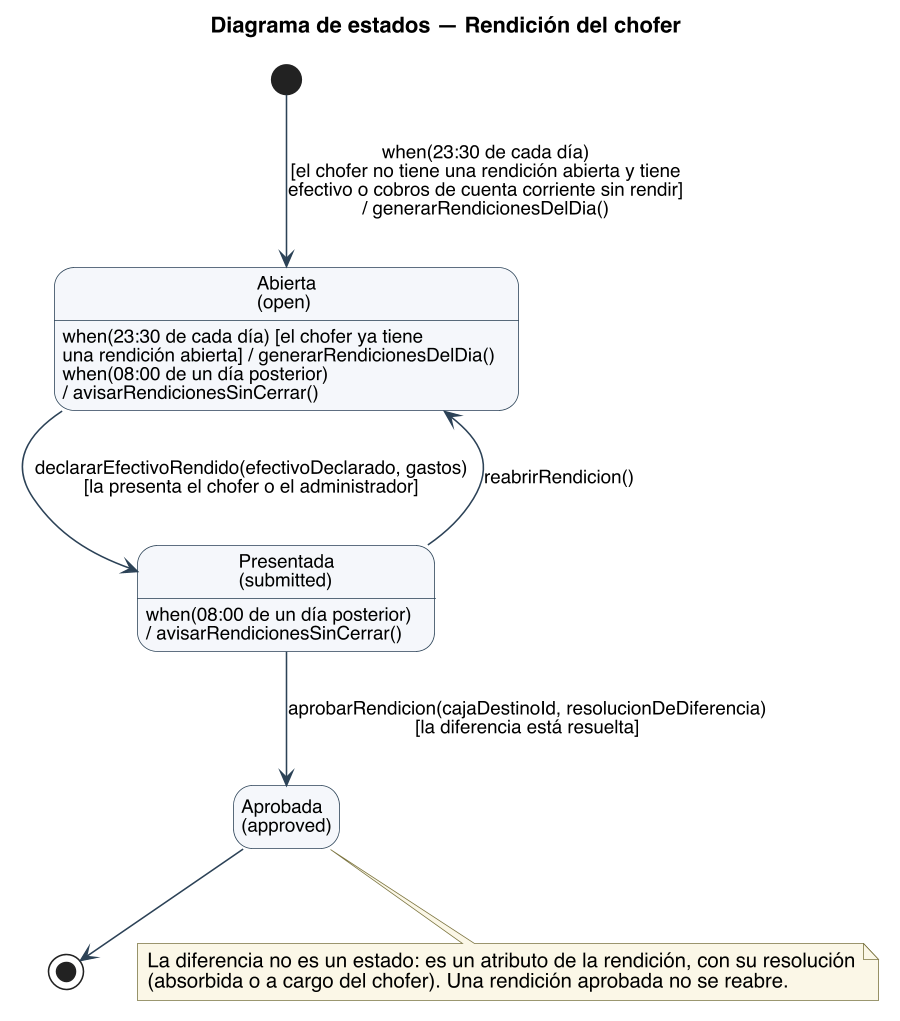 Diagrama de estados — Rendición del chofer
when(23:30 de cada día)
[el chofer no tiene una rendición abierta y tiene
efectivo o cobros de cuenta corriente sin rendir]
/ generarRendicionesDelDia()
Abierta
(open)
when(23:30 de cada día) [el chofer ya tiene
una rendición abierta] / generarRendicionesDelDia()
when(08:00 de un día posterior)
/ avisarRendicionesSinCerrar()
declararEfectivoRendido(efectivoDeclarado, gastos)
[la presenta el chofer o el administrador]
reabrirRendicion()
Presentada
(submitted)
when(08:00 de un día posterior)
/ avisarRendicionesSinCerrar()
aprobarRendicion(cajaDestinoId, resolucionDeDiferencia)
[la diferencia está resuelta]
Aprobada
(approved)
La diferencia no es un estado: es un atributo de la rendición, con su resolución
(absorbida o a cargo del chofer). Una rendición aprobada no se reabre.